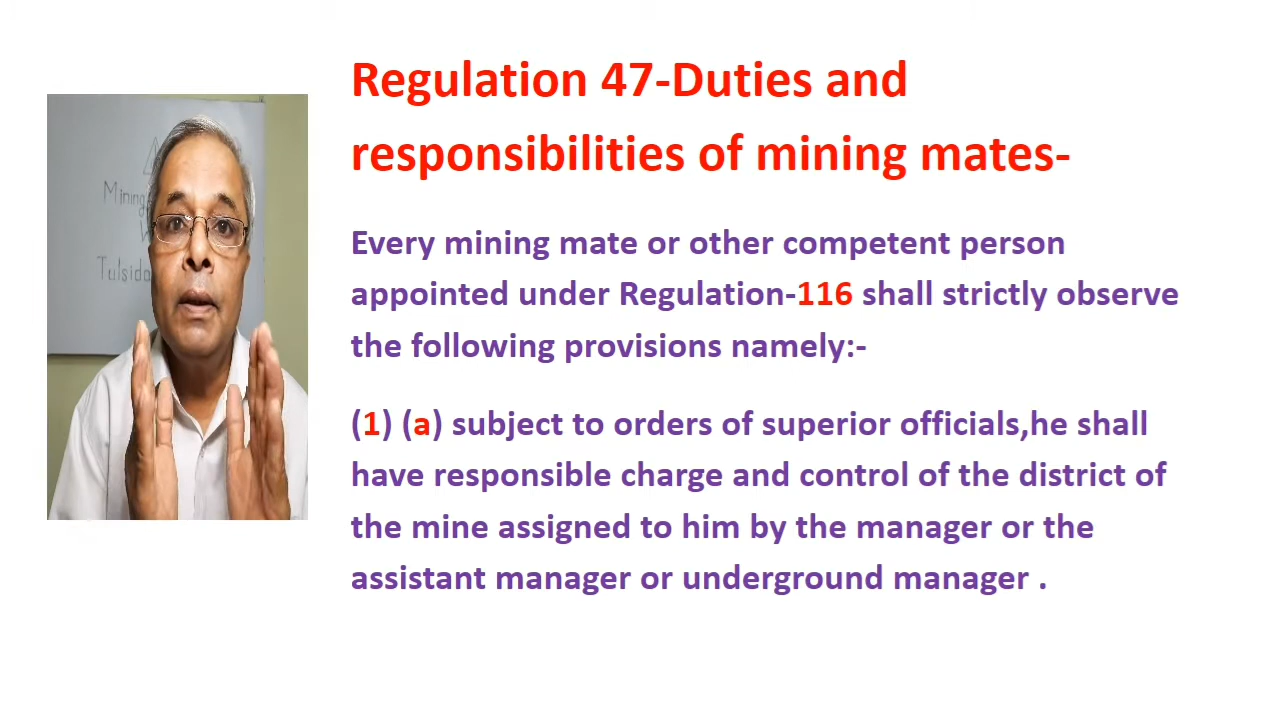 Regulation 47-Duties and
responsibilities of mining mates-
Every mining mate or other competent person
appointed under Regulation-116 shall strictly observe
the following provisions namely:-
(1) (a) subject to orders of superior officials,he shall
have responsible charge and control of the district of
the mine assigned to him by the manager or the
assistant manager or underground manager .
Mining